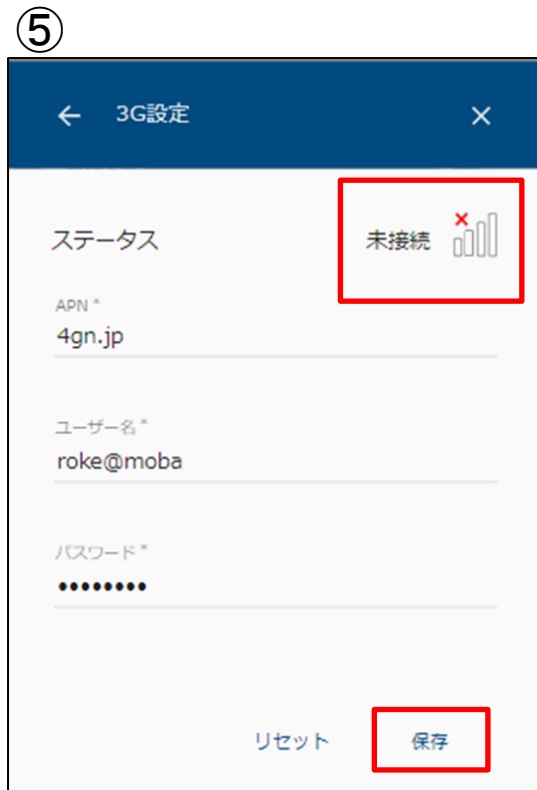 ⑤
← 3G設定 ×
ステータス 未接続
APN *
4gn.jp
ユーザー名 *
roke@moba
パスワード *
••••••••
リセット 保存